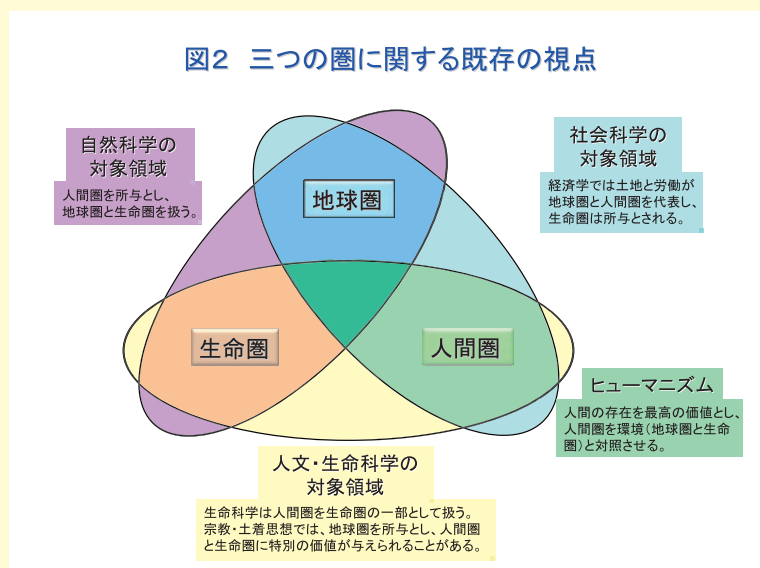 図２　三つの圏に関する既存の視点
自然科学の
対象領域
人間圏を所与とし、
地球圏と生命圏を扱う。
社会科学の
対象領域
経済学では土地と労働が
地球圏と人間圏を代表し、
生命圏は所与とされる。
地球圏
生命圏
人間圏
ヒューマニズム
人間の存在を最高の価値とし、
人間圏を環境（地球圏と生命
圏）と対照させる。
人文・生命科学の
対象領域
生命科学は人間圏を生命圏の一部として扱う。
宗教・土着思想では、地球圏を所与とし、人間圏
と生命圏に特別の価値が与えられることがある。